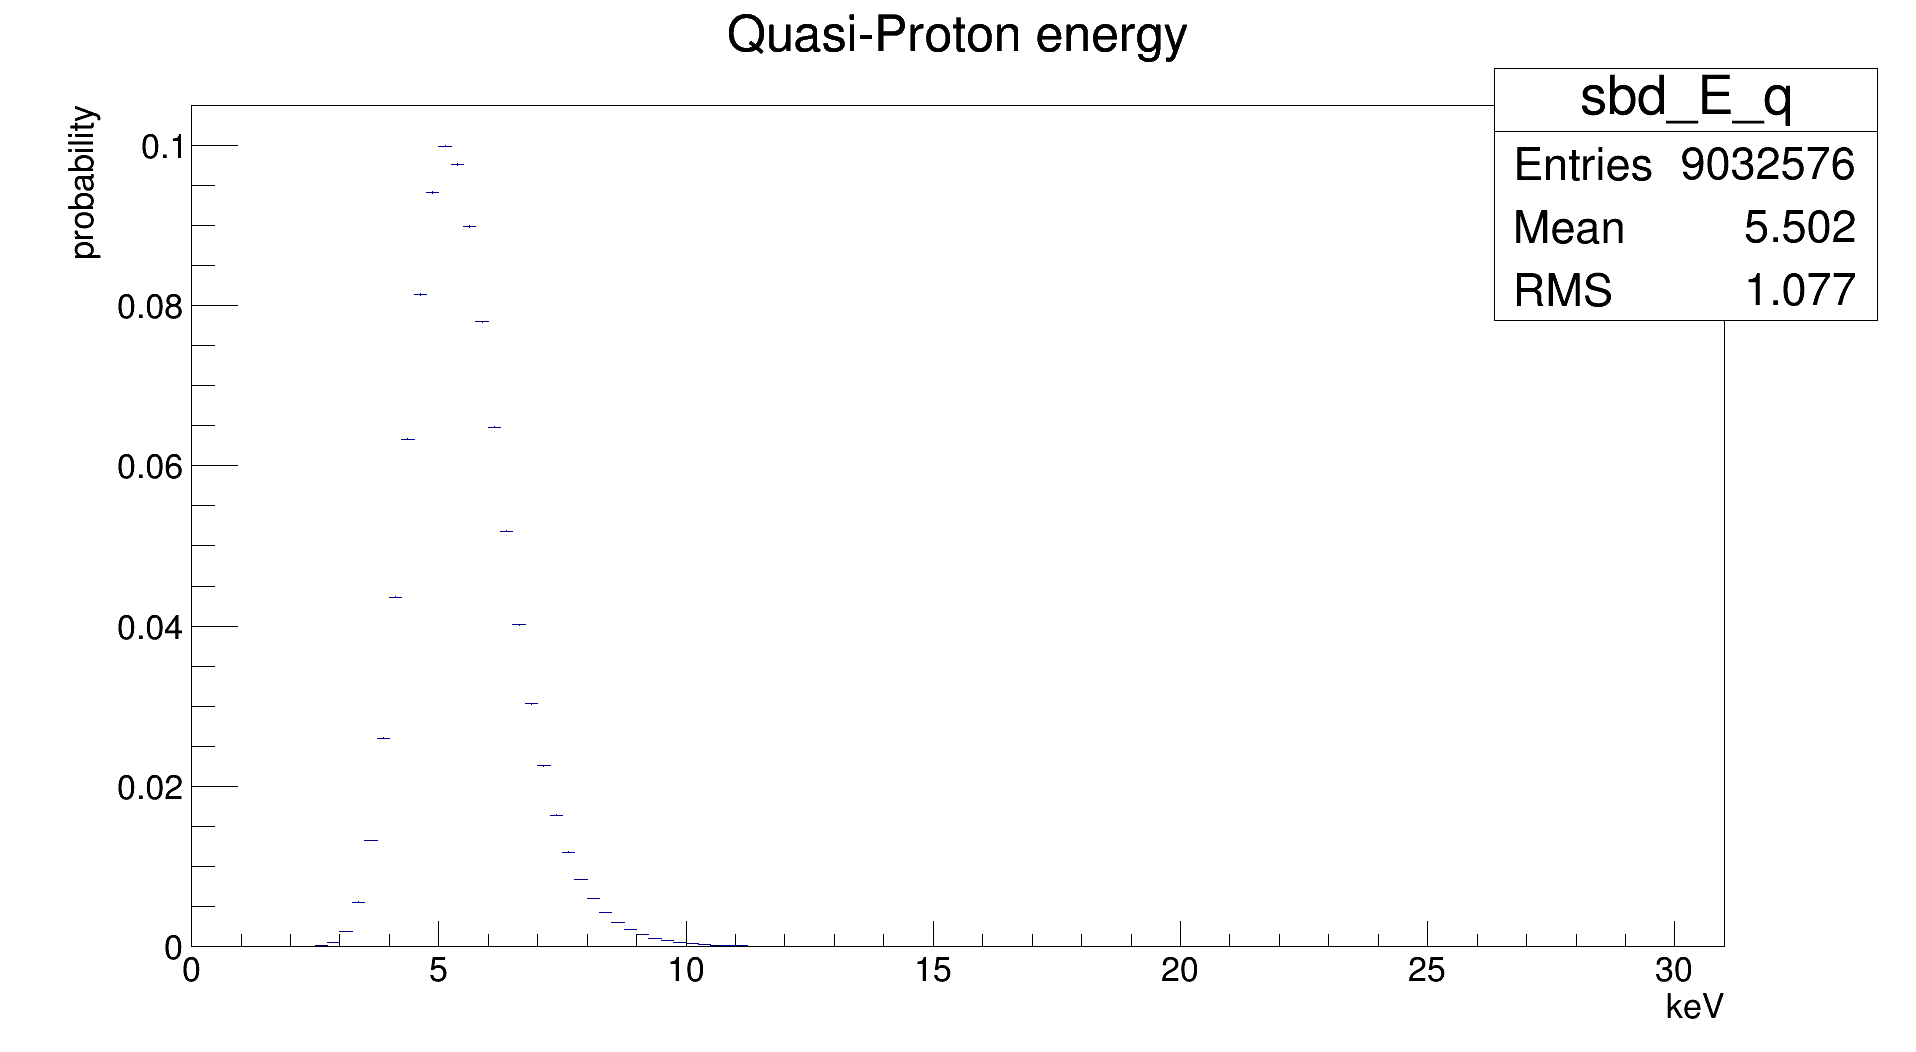 Quasi-Proton energy
sbd_E_q
Entries 9032576
Mean 5.502
RMS 1.077
probability
0.1
0.08
0.06
0.04
0.02
0
0 5 10 15 20 25 30
keV